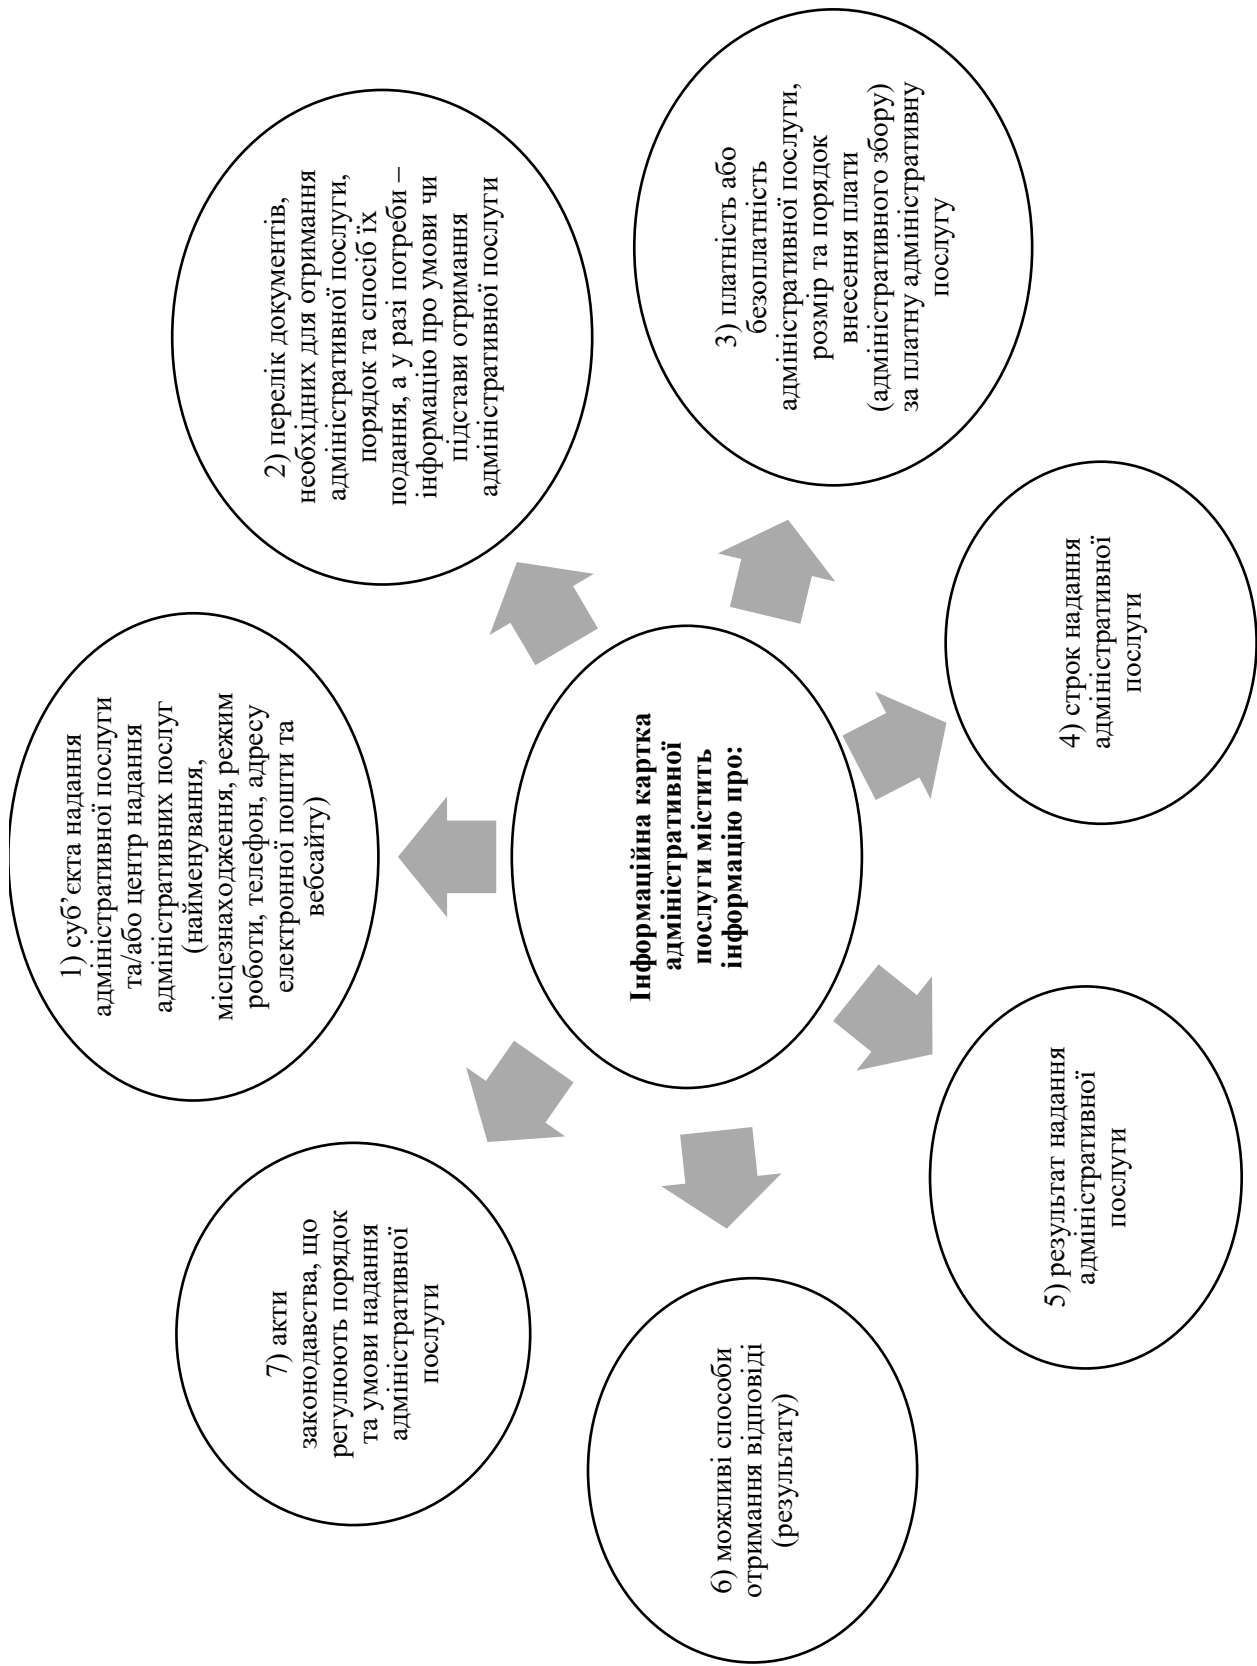 Інформаційна картка
адміністративної
послуги містить
інформацію про:
1) суб’єкта надання
адміністративної послуги
та/або центр надання
адміністративних послуг
(найменування,
місцезнаходження, режим
роботи, телефон, адресу
електронної пошти та
вебсайту)
2) перелік документів,
необхідних для отримання
адміністративної послуги,
порядок та спосіб їх
подання, а у разі потреби –
інформацію про умови чи
підстави отримання
адміністративної послуги
3) платність або
безоплатність
адміністративної послуги,
розмір та порядок
внесення плати
(адміністративного збору)
за платну адміністративну
послугу
4) строк надання
адміністративної
послуги
5) результат надання
адміністративної
послуги
6) можливі способи
отримання відповіді
(результату)
7) акти
законодавства, що
регулюють порядок
та умови надання
адміністративної
послуги